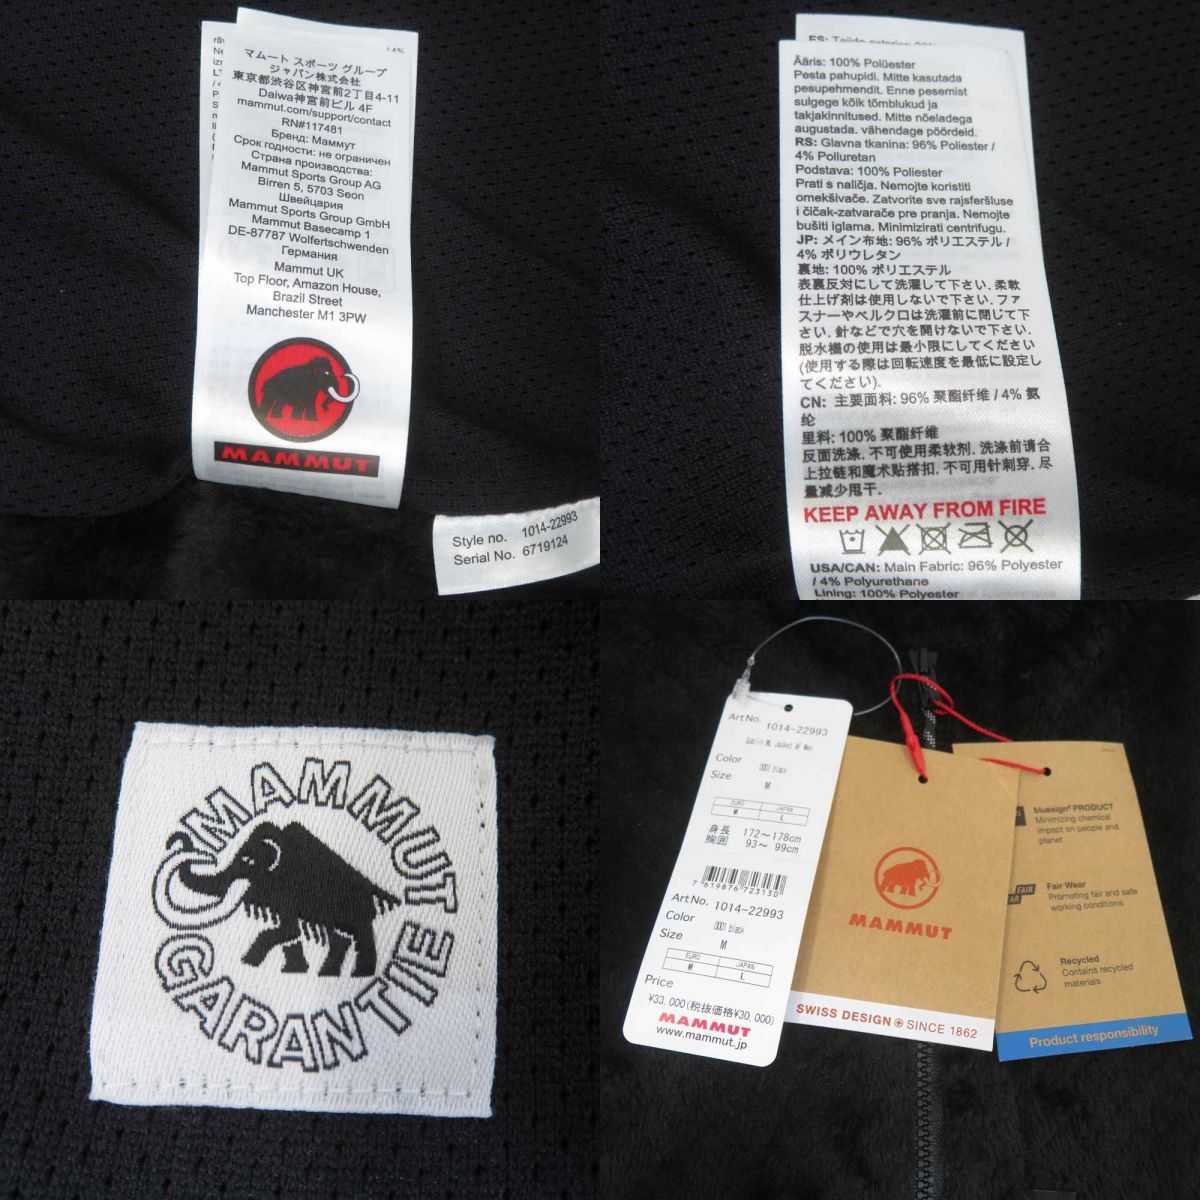 マムート スポーツ グループ
ジャパン株式会社
東京都渋谷区神宮前2丁目4-11
Daiwa神宮前ビル 4F
mammut.com/support/contact
RN#117481
Бренд: Маммут
Срок годности: не ограничен
Страна производства:
Mammut Sports Group AG
Birren 5, 5703 Seon
Швейцария
Mammut Sports Group GmbH
Mammut Basecamp 1
DE-87787 Wolfertschwenden
Германия
Mammut UK
Top Floor, Amazon House,
Brazil Street
Manchester M1 3PW
MAMMUT
Style no. 1014-22993
Serial No. 6719124
Ääris: 100% Polüester
Pesta pahupidi. Mitte kasutada
pesupehmendit. Enne pesemist
sulgege kõik tõmblukud ja
takjakinnitused. Mitte nõeladega
augustada. vähendage pöördeid.
RS: Glavna tkanina: 96% Poliester /
4% Poliuretan
Podstava: 100% Poliester
Prati s naličja. Nemojte koristiti
omekšivače. Zatvorite sve rajsferšluse
i čičak-zatvarače pre pranja. Nemojte
bušiti iglama. Minimizirati centrifugu.
JP: メイン布地: 96% ポリエステル /
4% ポリウレタン
裏地: 100% ポリエステル
表裏反対にして洗濯して下さい. 柔軟
仕上げ剤は使用しないで下さい. ファ
スナーやベルクロは洗濯前に閉じて下
さい. 針などで穴を開けないで下さい.
脱水機の使用は最小限にしてください
(使用する際は回転速度を最低に設定し
てください).
CN: 主要面料: 96% 聚酯纤维 / 4% 氨
纶
里料: 100% 聚酯纤维
反面洗涤. 不可使用柔软剂. 洗涤前请合
上拉链和魔术贴搭扣. 不可用针刺穿. 尽
量减少甩干.
KEEP AWAY FROM FIRE
USA/CAN: Main Fabric: 96% Polyester
/ 4% Polyurethane
Lining: 100% Polyester
MAMMUT
GARANTIE
Art No. 1014-22993
Goblin ML Jacket AF Men
Color 0001 black
Size M
EURO JAPAN
M L
身長 172～178cm
胸囲 93～ 99cm
7 619876 723130
Art No. 1014-22993
Color 0001 black
Size M
EURO JAPAN
M L
Price
¥33,000(税抜価格¥30,000)
MAMMUT
www.mammut.jp
MAMMUT
SWISS DESIGN SINCE 1862
bluesign® PRODUCT
Minimizing chemical
impact on people and
planet
FAIR
Fair Wear
Promoting fair and safe
working conditions
Recycled
Contains recycled
materials
Product responsibility